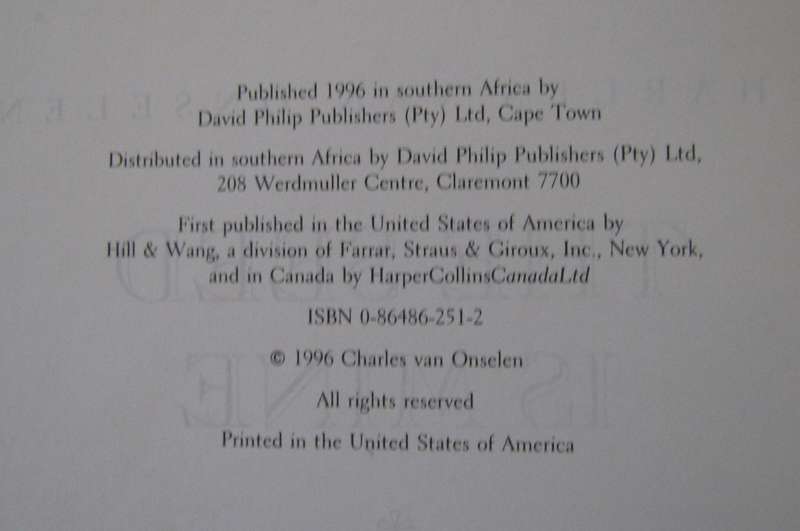 Published 1996 in southern Africa by
David Philip Publishers (Pty) Ltd, Cape Town
Distributed in southern Africa by David Philip Publishers (Pty) Ltd,
208 Werdmuller Centre, Claremont 7700
First published in the United States of America by
Hill & Wang, a division of Farrar, Straus & Giroux, Inc., New York,
and in Canada by HarperCollinsCanadaLtd
ISBN 0-86486-251-2
© 1996 Charles van Onselen
All rights reserved
Printed in the United States of America